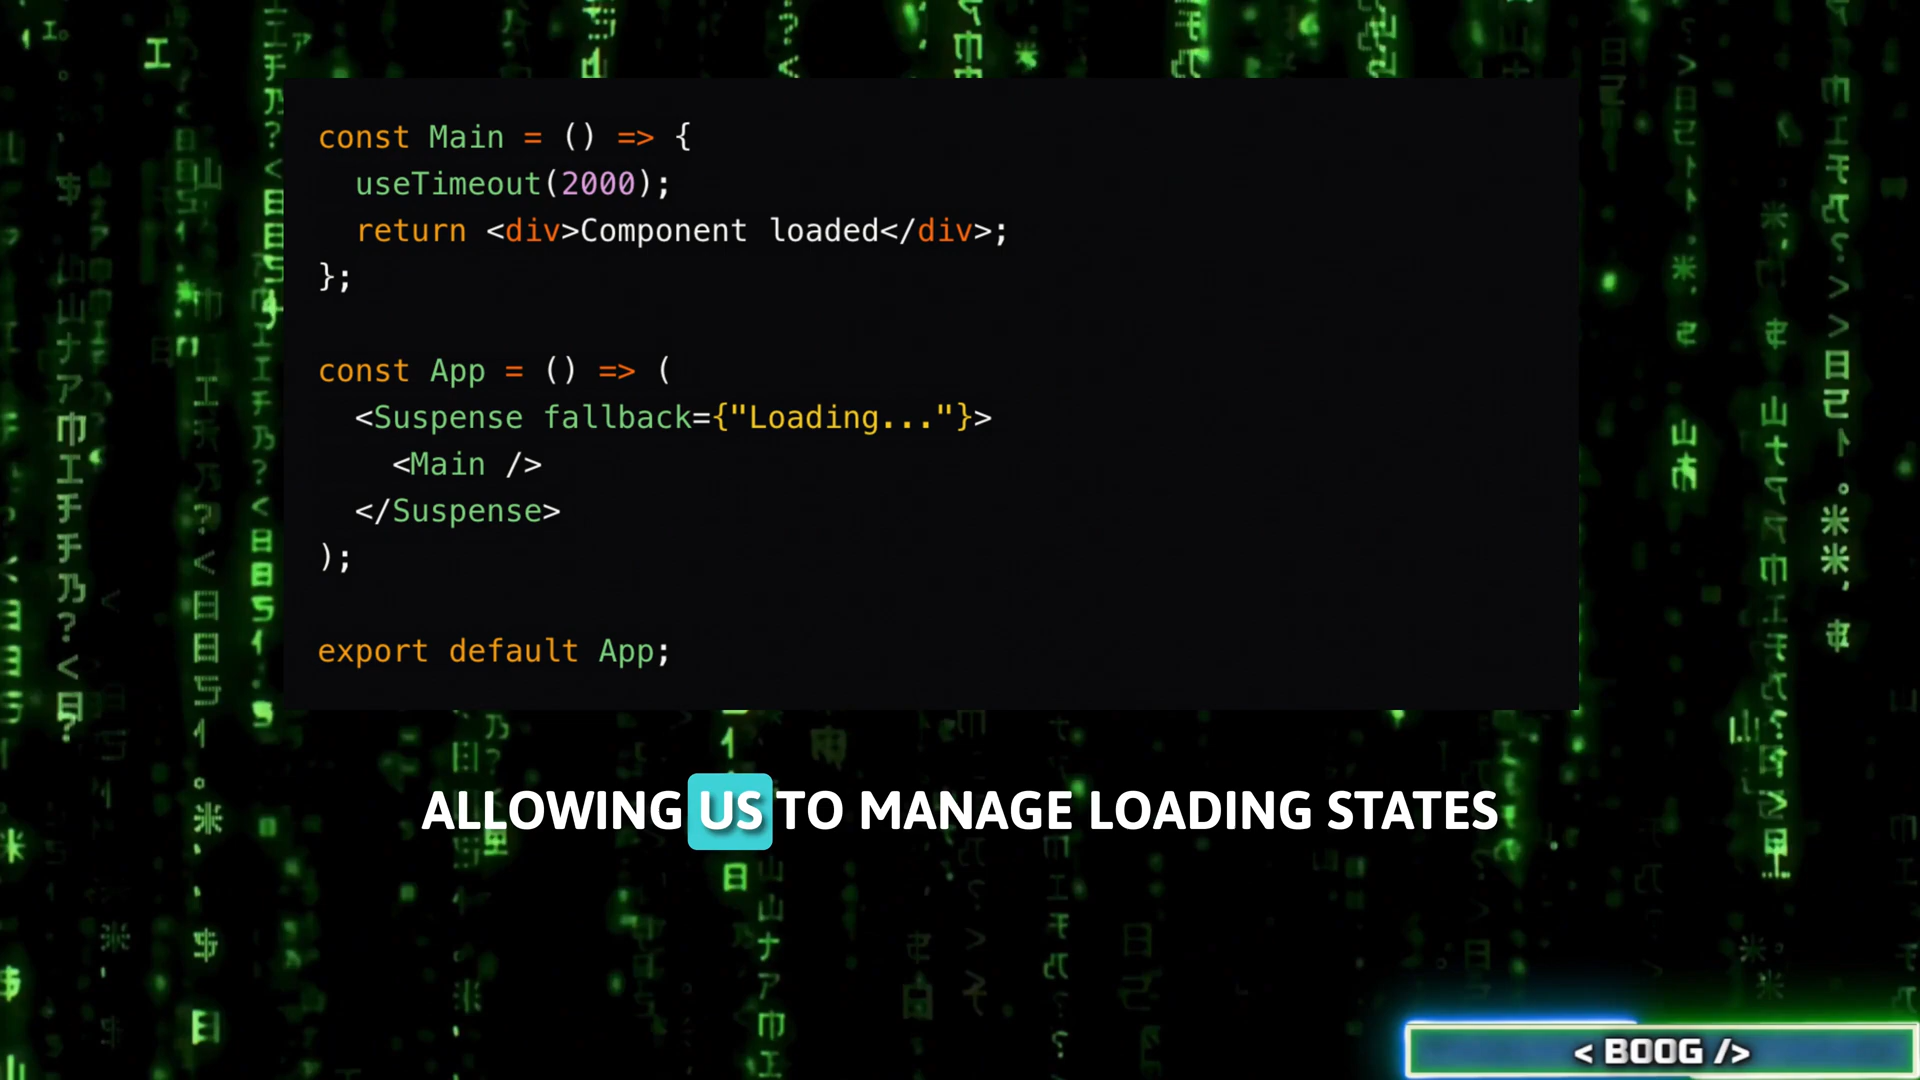 const Main = () => {
  useTimeout(2000);
  return <div>Component loaded</div>;
};

const App = () => (
  <Suspense fallback={"Loading..."}>
    <Main />
  </Suspense>
);

export default App;
ALLOWING US TO MANAGE LOADING STATES
< BOOG />